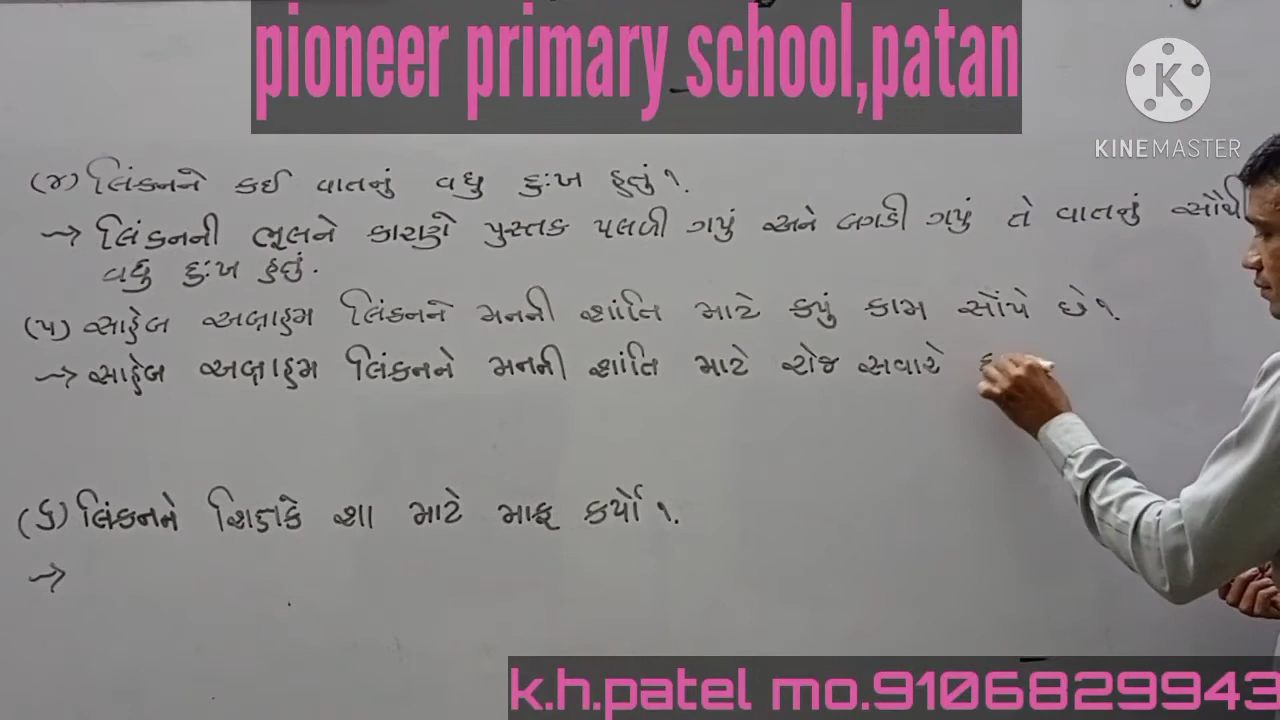 pioneer primary school,patan
KINEMASTER
(૪) લિંકનને કઈ વાતનું વધુ દુઃખ હતું ?
→ લિંકનની ભૂલને કારણે પુસ્તક પલળી ગયું અને બગડી ગયું તે વાતનું સૌથી
વધુ દુઃખ હતું.
(૫) સાહેબ અબ્રાહમ લિંકનને મનની શાંતિ માટે કયું કામ સોંપે છે ?
→ સાહેબ અબ્રાહમ લિંકનને મનની શાંતિ માટે રોજ સવારે
(૬) લિંકનને શિક્ષકે શા માટે માફ કર્યો ?
→
k.h.patel mo.9106829943